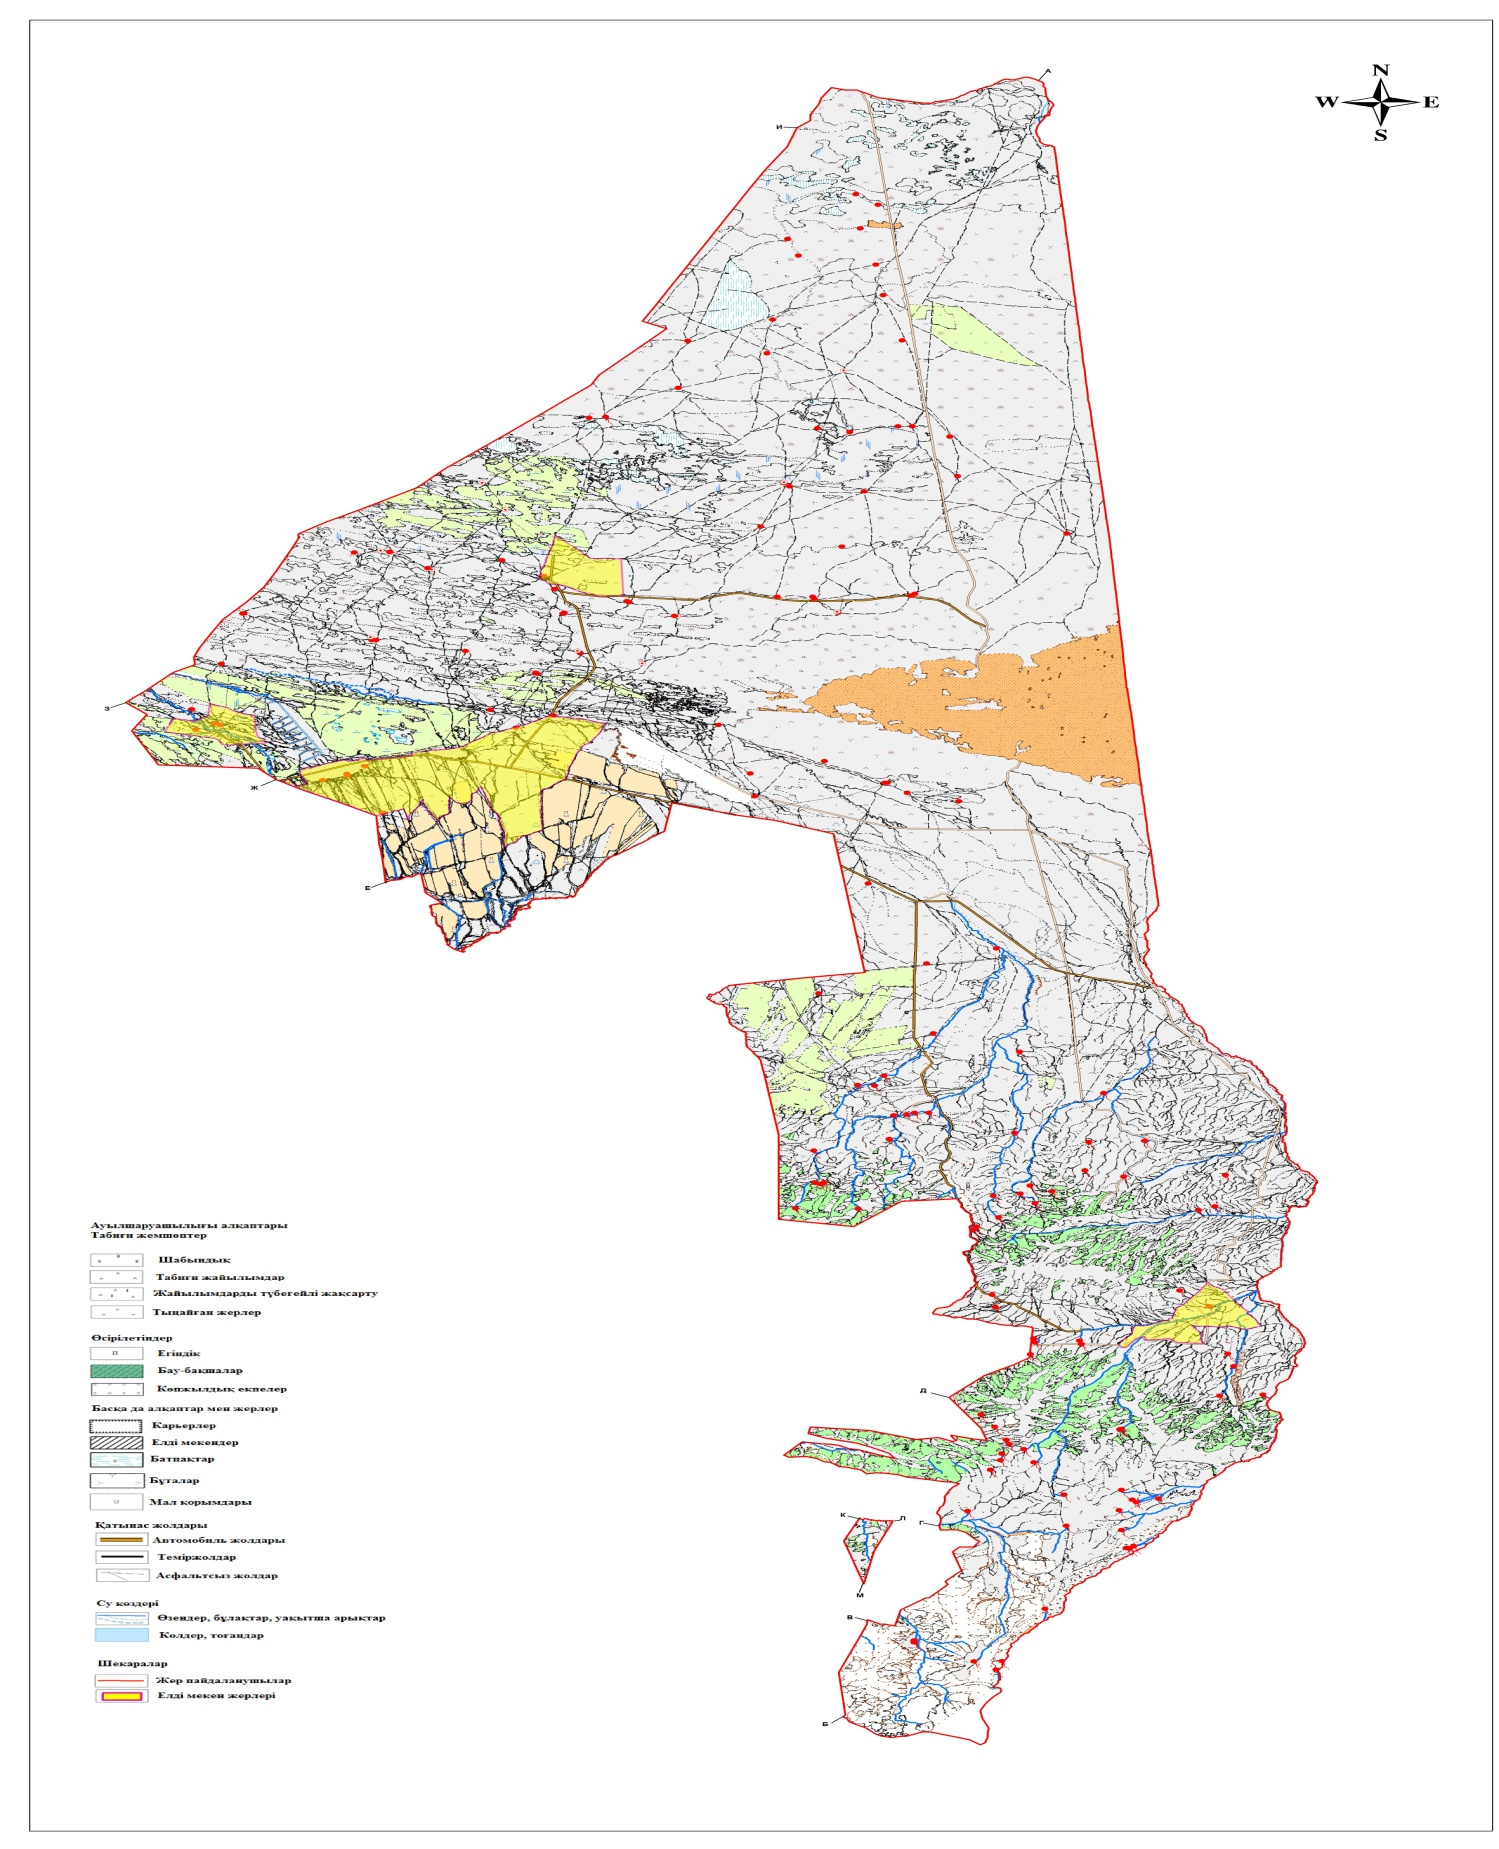 А
N
W E
S
И
З
Ж
Е
Д
К Л
Г
М
В
Б
Ауылшаруашылығы алқаптары
Табиғи жемшөптер
Шабындық
Табиғи жайылымдар
Жайылымдарды түбегейлі жақсарту
Тыңайған жерлер
Өсірілетіндер
Егіндік
Бау-бақшалар
Көпжылдық екпелер
Басқа да алқаптар мен жерлер
Карьерлер
Елді мекендер
Батпақтар
Бұталар
Мал қорымдары
Қатынас жолдары
Автомобиль жолдары
Теміржолдар
Асфальтсыз жолдар
Су көздері
Өзендер, бұлақтар, уақытша арықтар
Көлдер, тоғандар
Шекаралар
Жер пайдаланушылар
Елді мекен жерлері